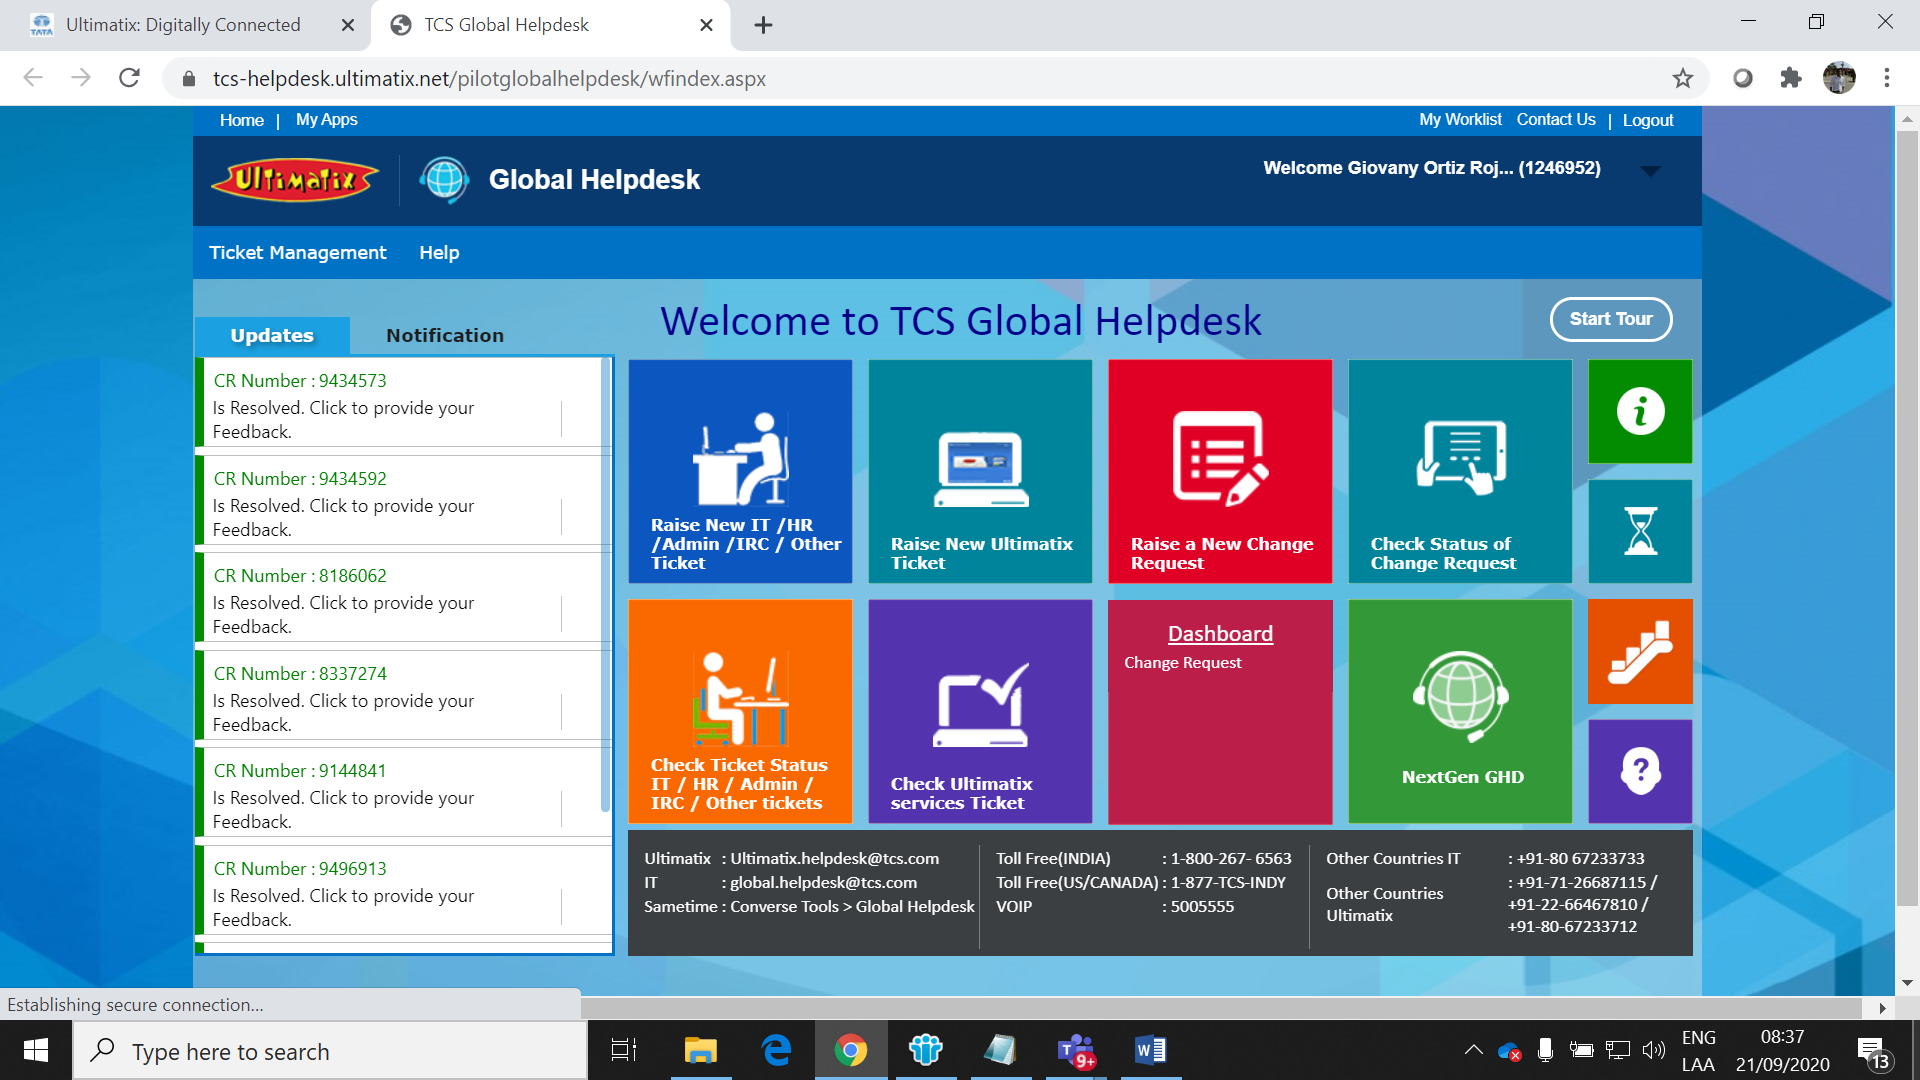 Ultimatix: Digitally Connected
TCS Global Helpdesk
tcs-helpdesk.ultimatix.net/pilotglobalhelpdesk/wfindex.aspx
Home | My Apps
My Worklist Contact Us | Logout
Ultimatix
Global Helpdesk
Welcome Giovany Ortiz Roj... (1246952)
Ticket Management Help
Updates Notification
Welcome to TCS Global Helpdesk
Start Tour
CR Number : 9434573
Is Resolved. Click to provide your
Feedback.
CR Number : 9434592
Is Resolved. Click to provide your
Feedback.
CR Number : 8186062
Is Resolved. Click to provide your
Feedback.
CR Number : 8337274
Is Resolved. Click to provide your
Feedback.
CR Number : 9144841
Is Resolved. Click to provide your
Feedback.
CR Number : 9496913
Is Resolved. Click to provide your
Feedback.
Raise New IT /HR
/Admin /IRC / Other
Ticket
Raise New Ultimatix
Ticket
Raise a New Change
Request
Check Status of
Change Request
i
Check Ticket Status
IT / HR / Admin /
IRC / Other tickets
Check Ultimatix
services Ticket
Dashboard
Change Request
NextGen GHD
?
Ultimatix : Ultimatix.helpdesk@tcs.com
IT : global.helpdesk@tcs.com
Sametime : Converse Tools > Global Helpdesk
Toll Free(INDIA) : 1-800-267- 6563
Toll Free(US/CANADA) : 1-877-TCS-INDY
VOIP : 5005555
Other Countries IT : +91-80 67233733
Other Countries
Ultimatix
: +91-71-26687115 /
+91-22-66467810 /
+91-80-67233712
Establishing secure connection...
Type here to search
9+
ENG
LAA
08:37
21/09/2020
13